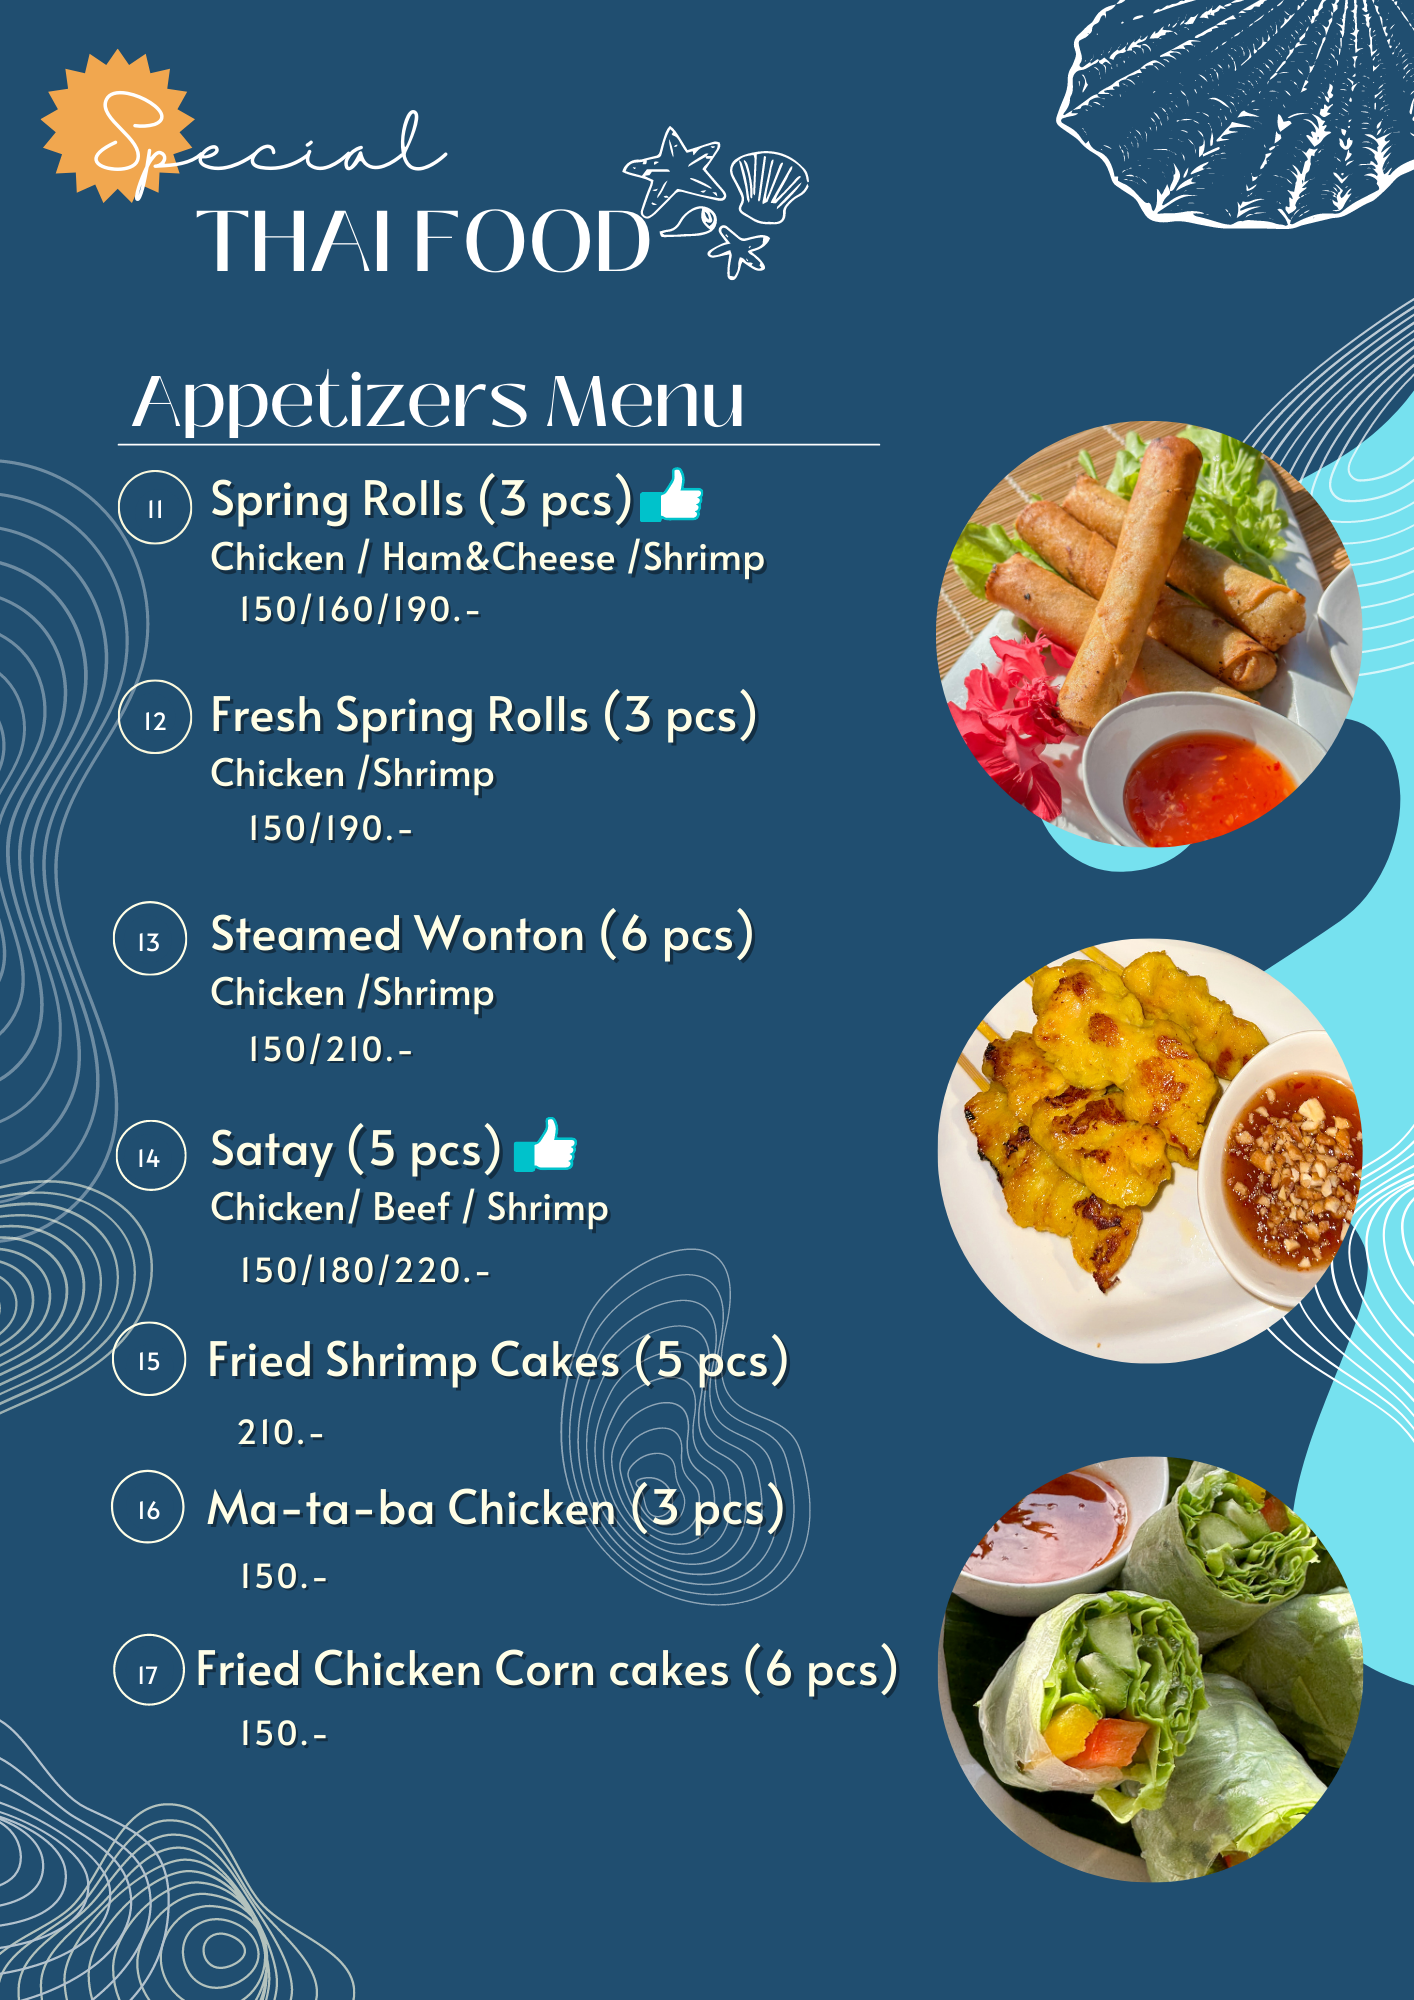 Special
THAI FOOD
Appetizers Menu
11 Spring Rolls (3 pcs)
Chicken / Ham&Cheese /Shrimp
150/160/190.-
12 Fresh Spring Rolls (3 pcs)
Chicken /Shrimp
150/190.-
13 Steamed Wonton (6 pcs)
Chicken /Shrimp
150/210.-
14 Satay (5 pcs)
Chicken/ Beef / Shrimp
150/180/220.-
15 Fried Shrimp Cakes (5 pcs)
210.-
16 Ma-ta-ba Chicken (3 pcs)
150.-
17 Fried Chicken Corn cakes (6 pcs)
150.-